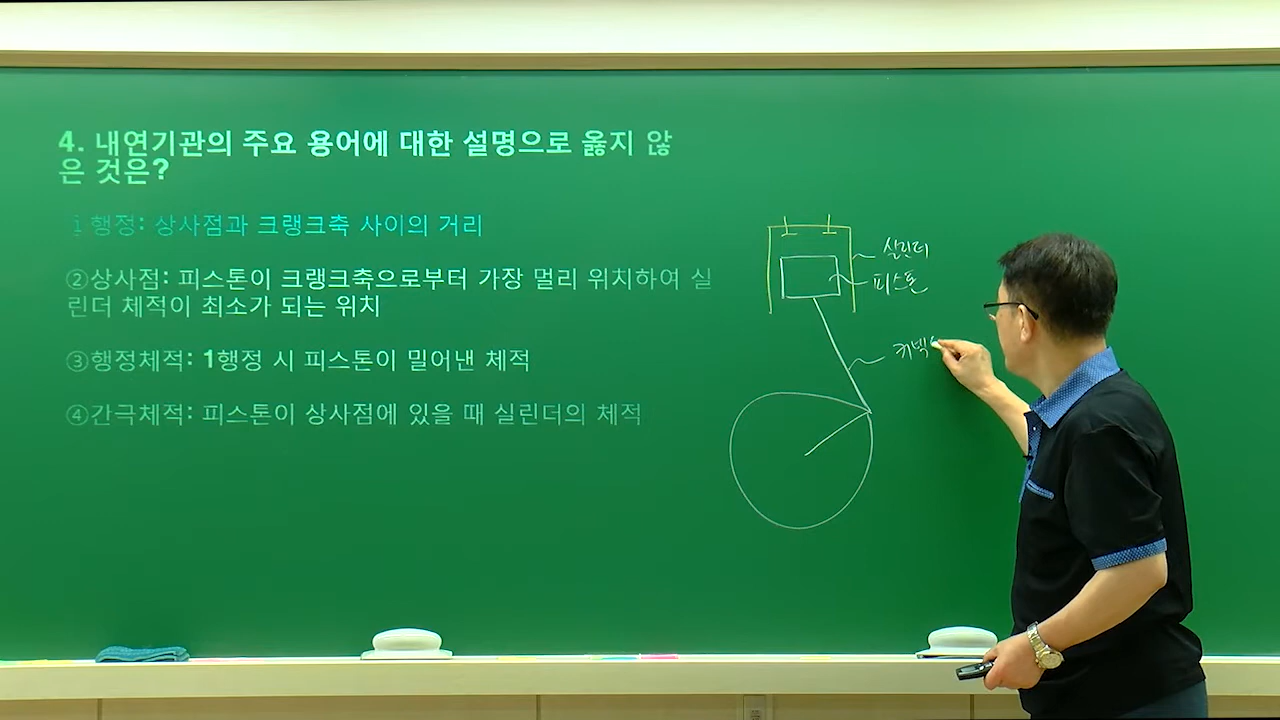 4. 내연기관의 주요 용어에 대한 설명으로 옳지 않
은 것은?
① 행정: 상사점과 크랭크축 사이의 거리
②상사점: 피스톤이 크랭크축으로부터 가장 멀리 위치하여 실
린더 체적이 최소가 되는 위치
③행정체적: 1행정 시 피스톤이 밀어낸 체적
④간극체적: 피스톤이 상사점에 있을 때 실린더의 체적
실린더
피스톤
커넥